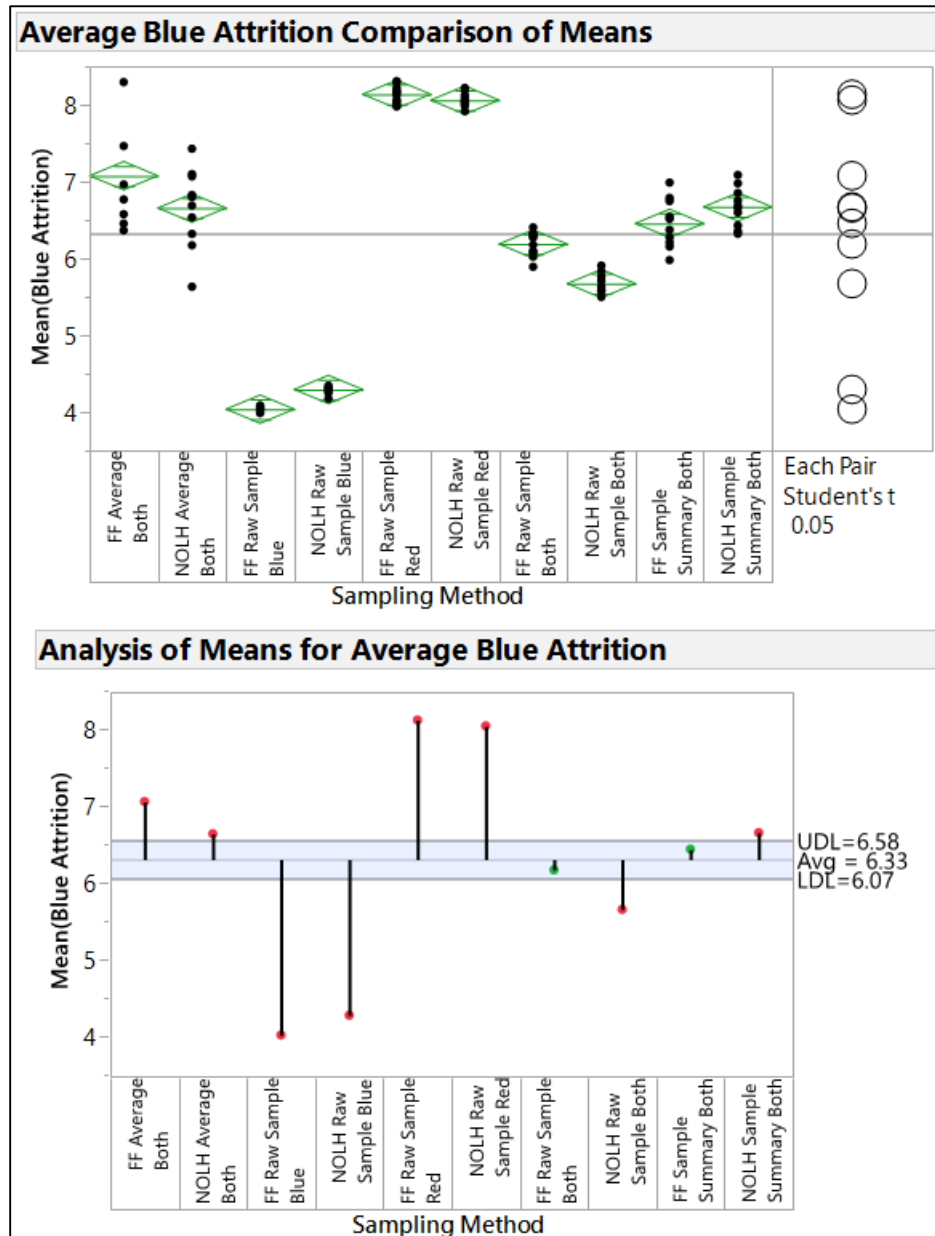 Average Blue Attrition Comparison of Means
Mean(Blue Attrition)
8
7
6
5
4
FF Average
Both
NOLH Average
Both
FF Raw Sample
Blue
NOLH Raw
Sample Blue
FF Raw Sample
Red
NOLH Raw
Sample Red
FF Raw Sample
Both
NOLH Raw
Sample Both
FF Sample
Summary Both
NOLH Sample
Summary Both
Each Pair
Student's t
0.05
Sampling Method
Analysis of Means for Average Blue Attrition
Mean(Blue Attrition)
8
7
6
5
4
UDL=6.58
Avg = 6.33
LDL=6.07
FF Average
Both
NOLH Average
Both
FF Raw Sample
Blue
NOLH Raw
Sample Blue
FF Raw Sample
Red
NOLH Raw
Sample Red
FF Raw Sample
Both
NOLH Raw
Sample Both
FF Sample
Summary Both
NOLH Sample
Summary Both
Sampling Method